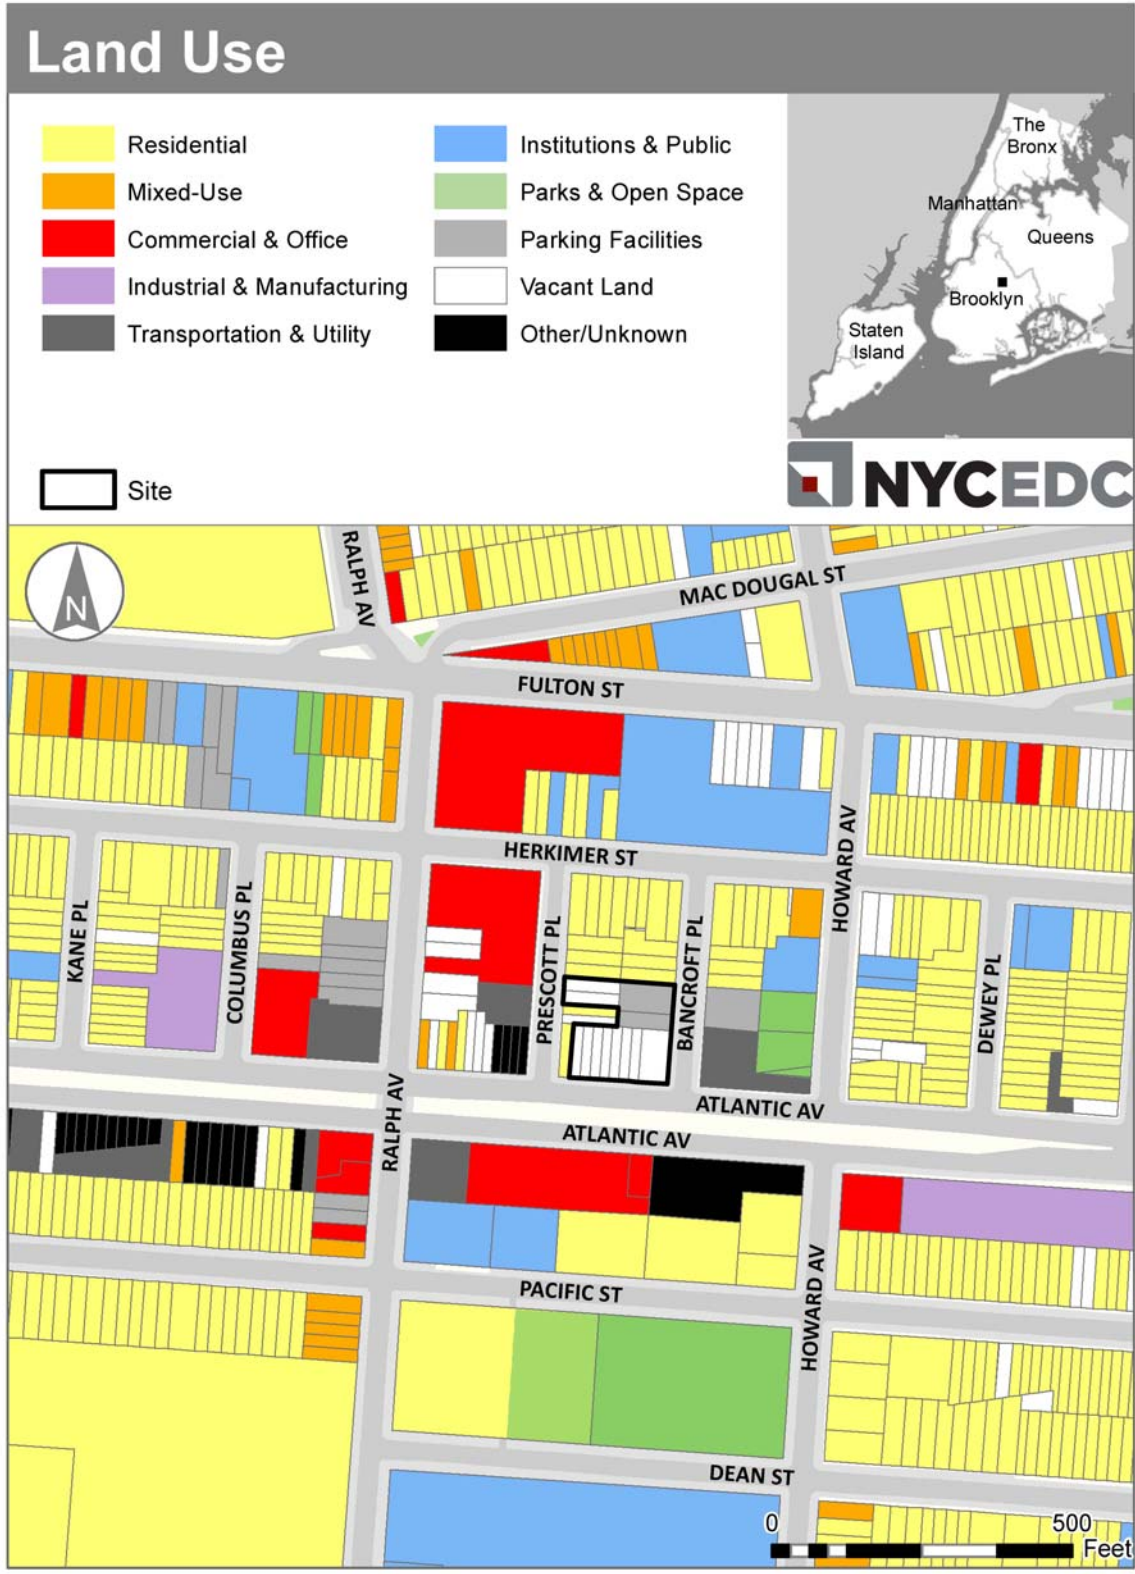 Land Use
Residential
Mixed-Use
Commercial & Office
Industrial & Manufacturing
Transportation & Utility
Institutions & Public
Parks & Open Space
Parking Facilities
Vacant Land
Other/Unknown
Site
The
Bronx
Manhattan
Queens
Brooklyn
Staten
Island
NYCEDC
N
RALPH AV
MAC DOUGAL ST
FULTON ST
HERKIMER ST
HOWARD AV
KANE PL
COLUMBUS PL
PRESCOTT PL
BANCROFT PL
DEWEY PL
RALPH AV
ATLANTIC AV
ATLANTIC AV
PACIFIC ST
HOWARD AV
DEAN ST
0
500
Feet